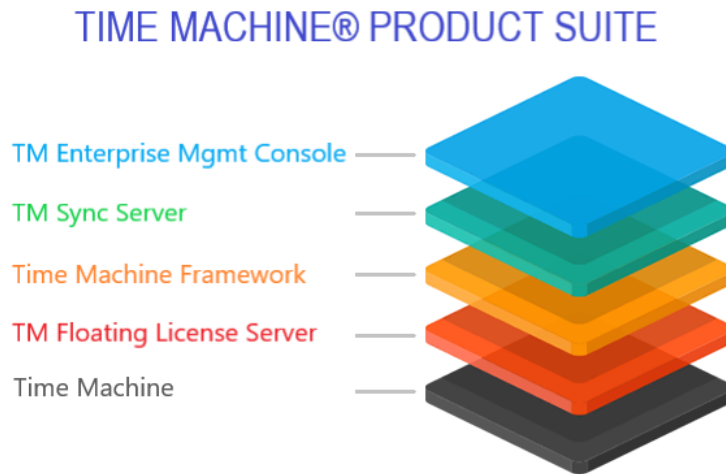 TIME MACHINE® PRODUCT SUITE
TM Enterprise Mgmt Console
TM Sync Server
Time Machine Framework
TM Floating License Server
Time Machine